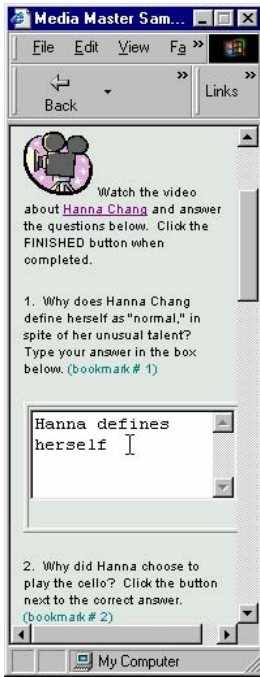 Media Master Sam...
File Edit View Fa »
Back » Links »
Watch the video
about Hanna Chang and answer
the questions below. Click the
FINISHED button when
completed.
1. Why does Hanna Chang
define herself as "normal," in
spite of her unusual talent?
Type your answer in the box
below. (bookmark # 1)
Hanna defines
herself
2. Why did Hanna choose to
play the cello? Click the button
next to the correct answer.
(bookmark # 2)
My Computer